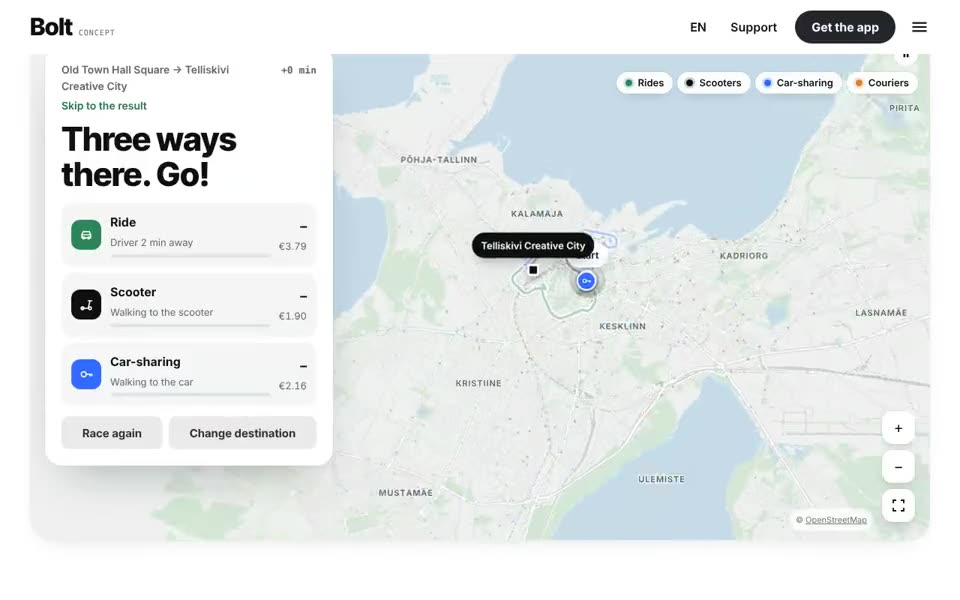 Bolt CONCEPT
EN
Support
Get the app
Old Town Hall Square → Telliskivi
Creative City
+0 min
Skip to the result
Three ways
there. Go!
Ride
Driver 2 min away
–
€3.79
Scooter
Walking to the scooter
–
€1.90
Car-sharing
Walking to the car
–
€2.16
Race again
Change destination
Rides
Scooters
Car-sharing
Couriers
PIRITA
PÕHJA-TALLINN
KALAMAJA
Telliskivi Creative City
KADRIORG
LASNAMÄE
KESKLINN
KRISTIINE
ÜLEMISTE
MUSTAMÄE
+
−
© OpenStreetMap